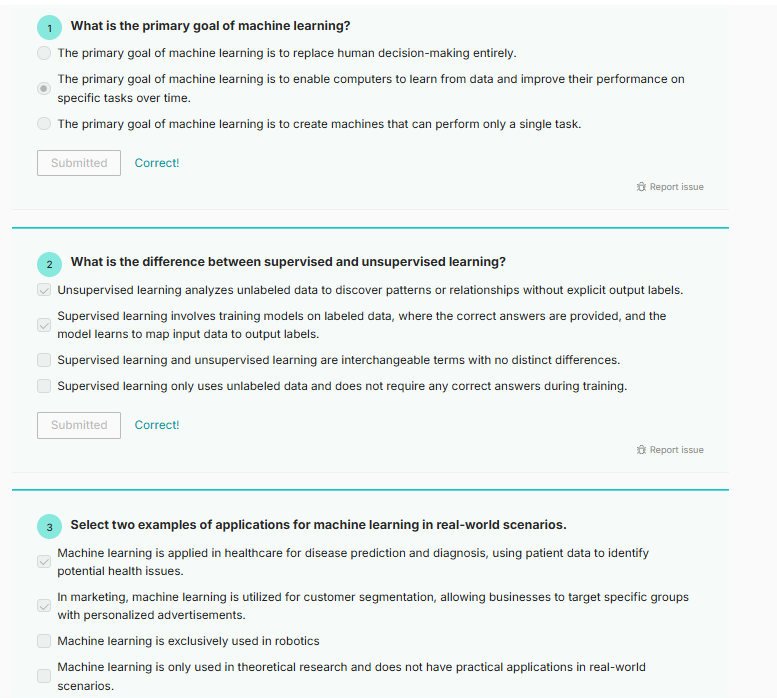 1 What is the primary goal of machine learning?
The primary goal of machine learning is to replace human decision-making entirely.
The primary goal of machine learning is to enable computers to learn from data and improve their performance on
specific tasks over time.
The primary goal of machine learning is to create machines that can perform only a single task.
Submitted Correct!
Report issue
2 What is the difference between supervised and unsupervised learning?
Unsupervised learning analyzes unlabeled data to discover patterns or relationships without explicit output labels.
Supervised learning involves training models on labeled data, where the correct answers are provided, and the
model learns to map input data to output labels.
Supervised learning and unsupervised learning are interchangeable terms with no distinct differences.
Supervised learning only uses unlabeled data and does not require any correct answers during training.
Submitted Correct!
Report issue
3 Select two examples of applications for machine learning in real-world scenarios.
Machine learning is applied in healthcare for disease prediction and diagnosis, using patient data to identify
potential health issues.
In marketing, machine learning is utilized for customer segmentation, allowing businesses to target specific groups
with personalized advertisements.
Machine learning is exclusively used in robotics
Machine learning is only used in theoretical research and does not have practical applications in real-world
scenarios.